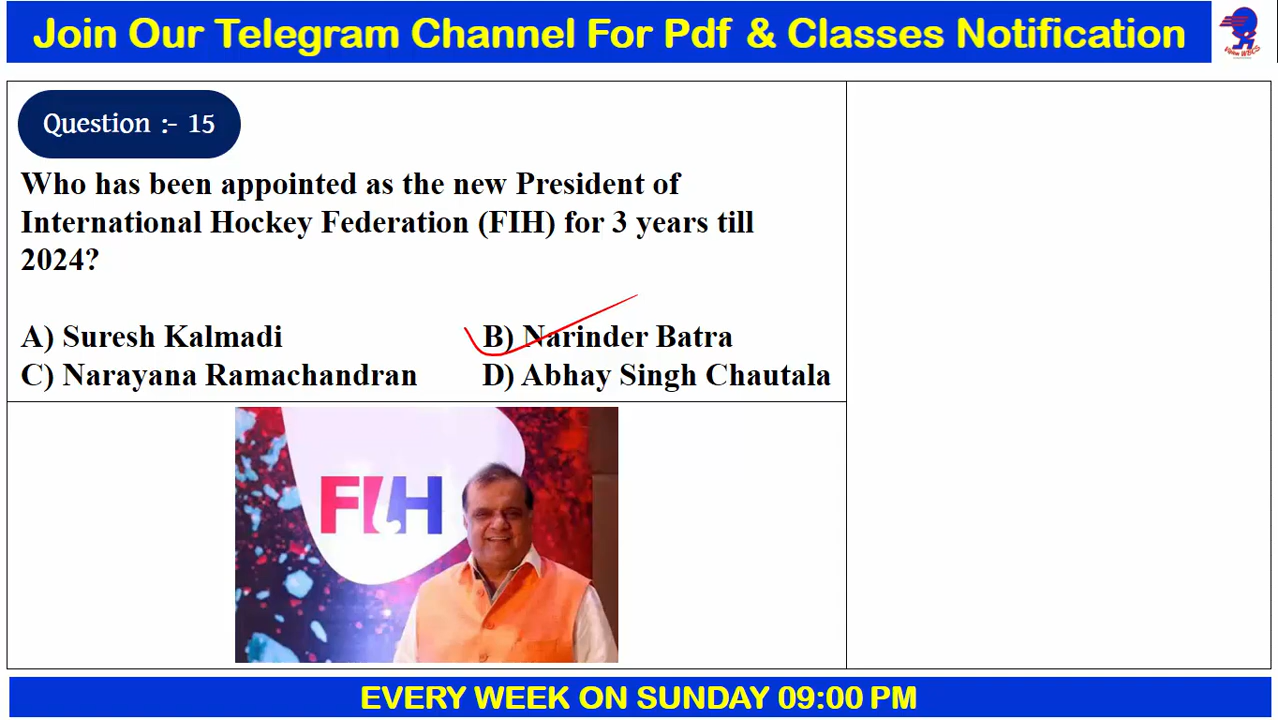 Join Our Telegram Channel For Pdf & Classes Notification
Question :- 15
Who has been appointed as the new President of
International Hockey Federation (FIH) for 3 years till
2024?
A) Suresh Kalmadi B) Narinder Batra
C) Narayana Ramachandran D) Abhay Singh Chautala
FIH
EVERY WEEK ON SUNDAY 09:00 PM